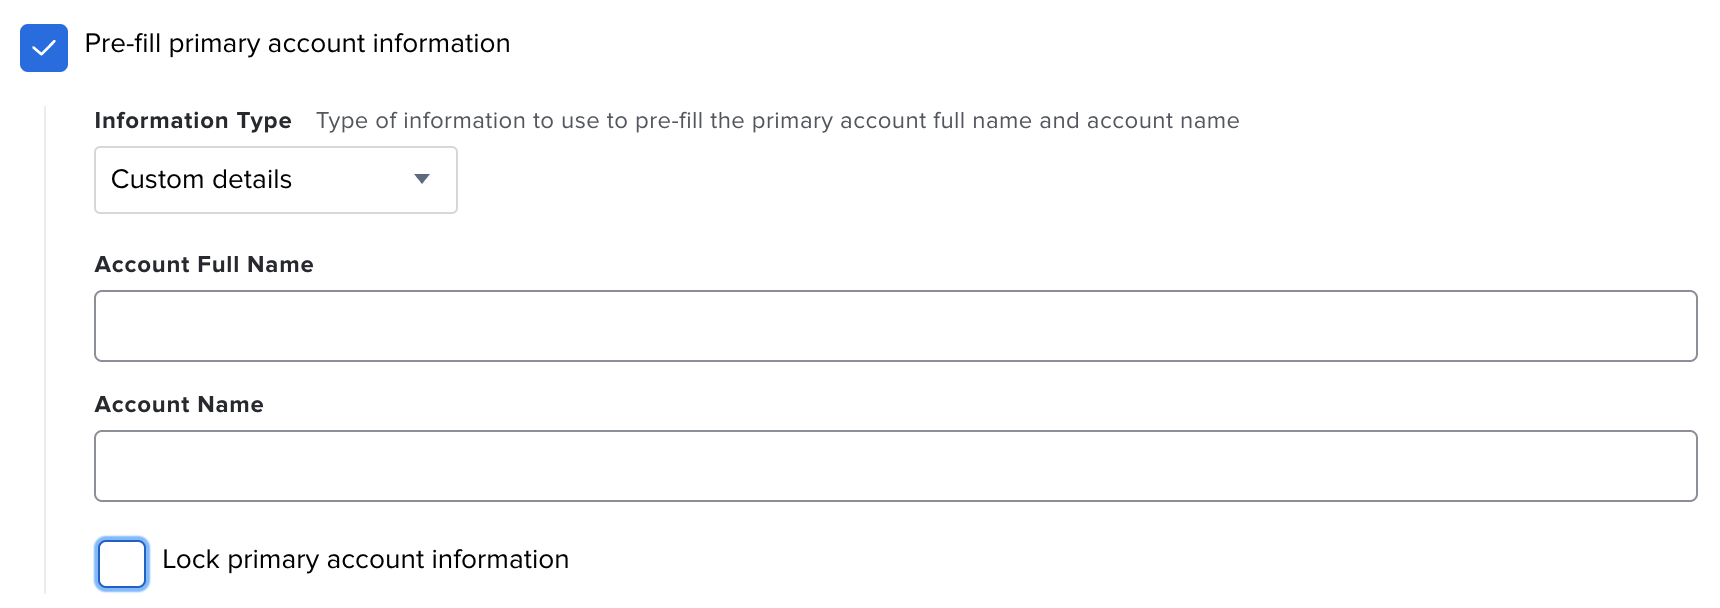 Pre-fill primary account information
Information Type Type of information to use to pre-fill the primary account full name and account name
Custom details
Account Full Name
Account Name
Lock primary account information